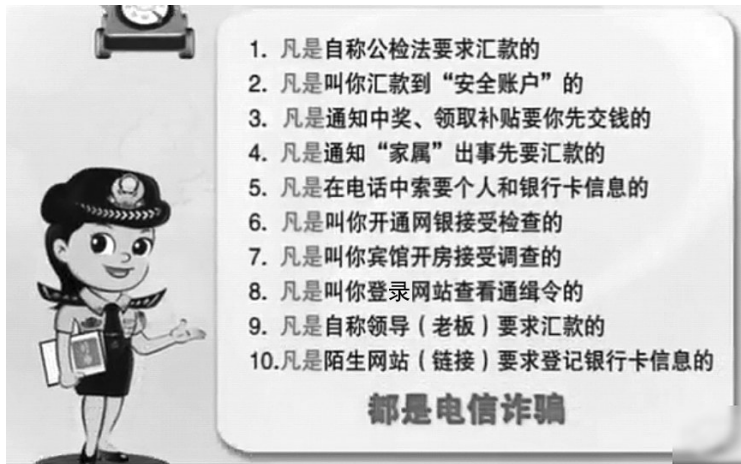 1. 凡是自称公检法要求汇款的
2. 凡是叫你汇款到“安全账户”的
3. 凡是通知中奖、领取补贴要你先交钱的
4. 凡是通知“家属”出事先要汇款的
5. 凡是在电话中索要个人和银行卡信息的
6. 凡是叫你开通网银接受检查的
7. 凡是叫你宾馆开房接受调查的
8. 凡是叫你登录网站查看通缉令的
9. 凡是自称领导（老板）要求汇款的
10.凡是陌生网站（链接）要求登记银行卡信息的
都是电信诈骗